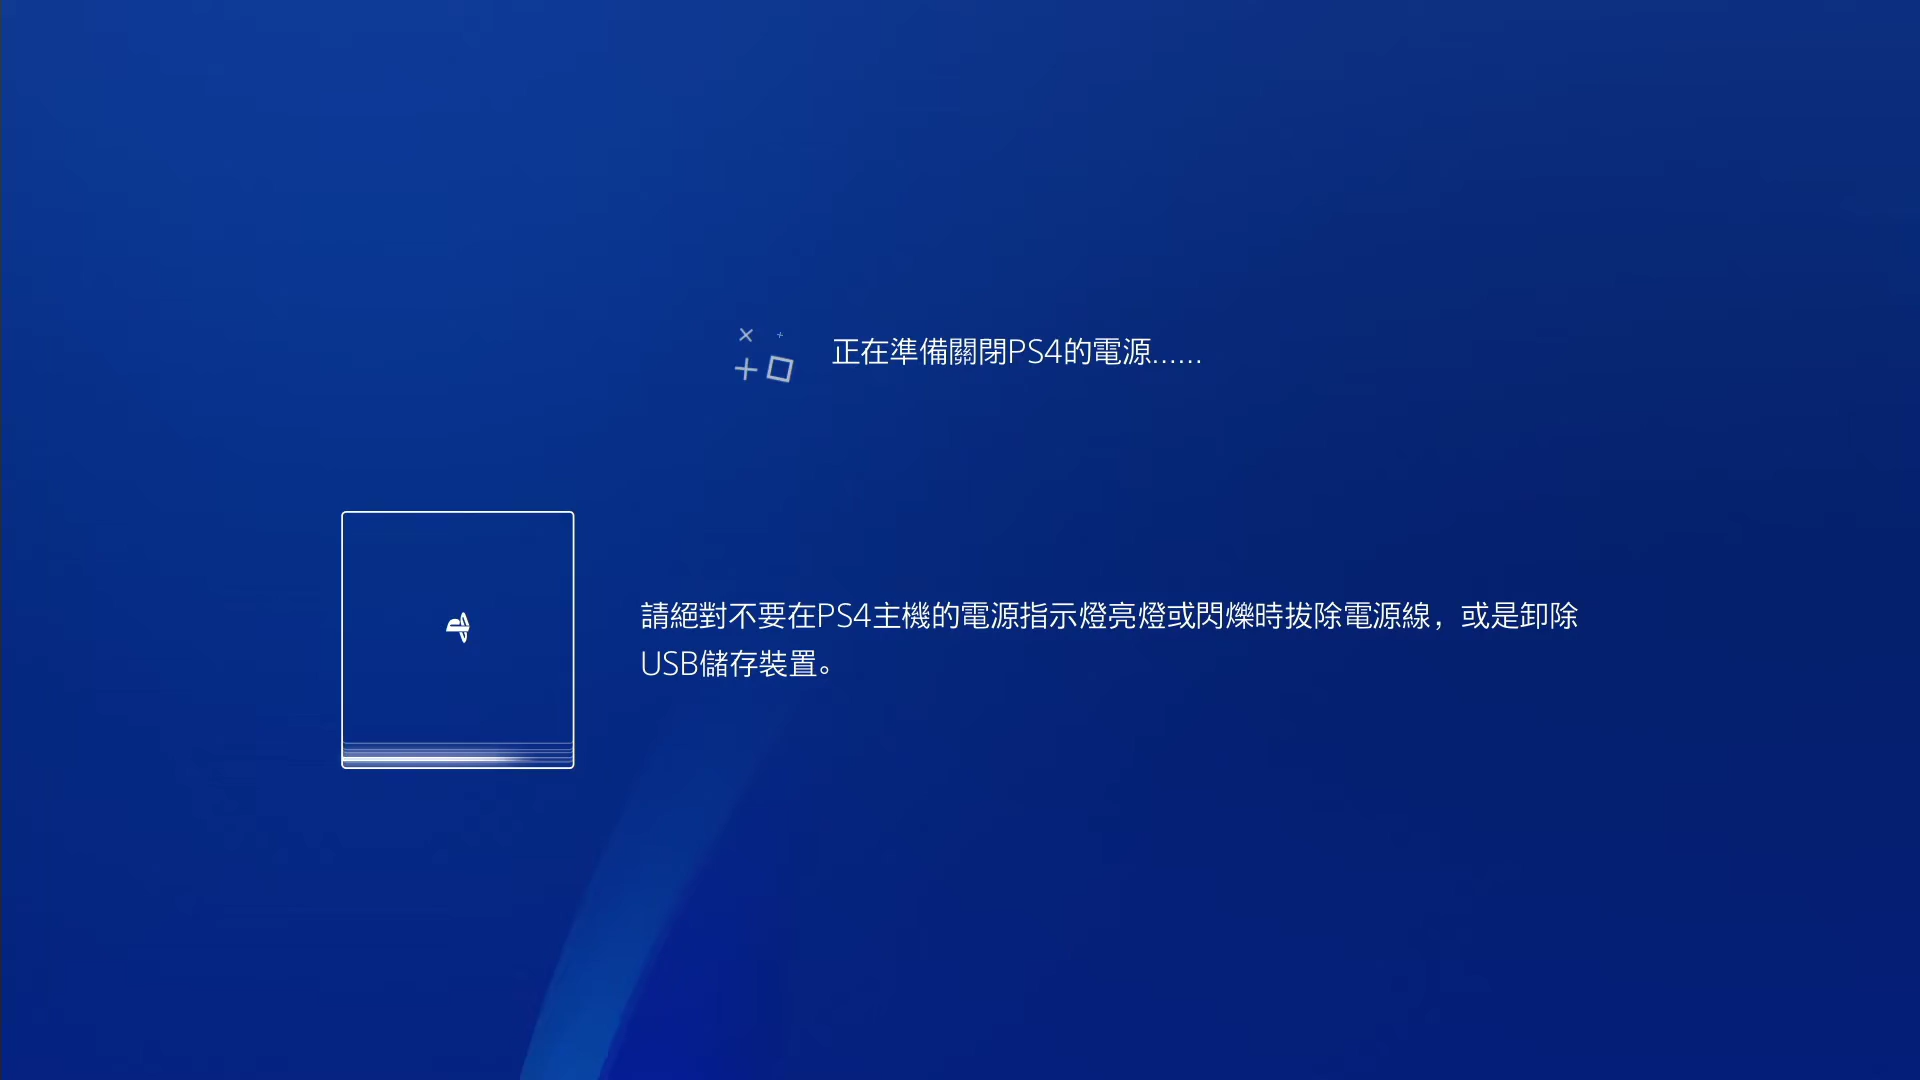 正在準備關閉PS4的電源......
請絕對不要在PS4主機的電源指示燈亮燈或閃爍時拔除電源線，或是卸除
USB儲存裝置。